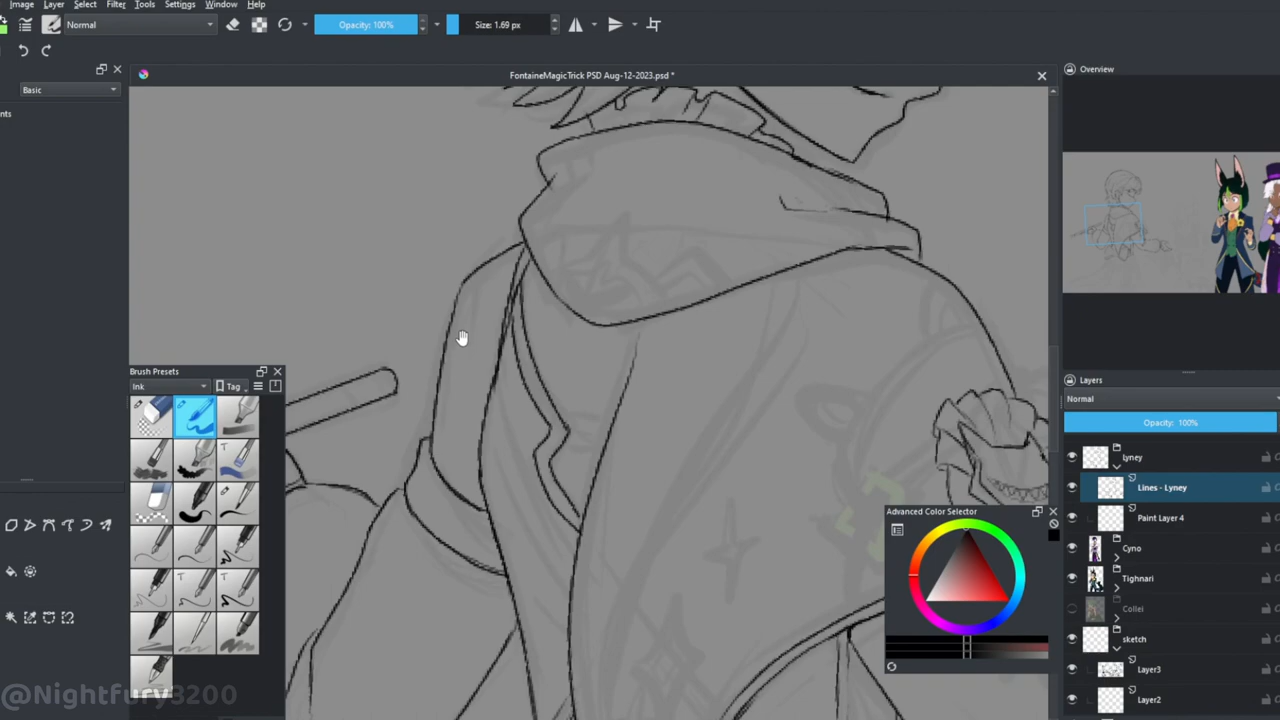 Image Layer Select Filter Tools Settings Window Help
Normal
Opacity: 100%
Size: 1.69 px
FontaineMagicTrick PSD Aug-12-2023.psd *
Overview
Basic
nts
Brush Presets
Ink
Tag
Layers
Normal
Opacity: 100%
Lyney
Lines - Lyney
Paint Layer 4
Cyno
Tighnari
Collei
sketch
Layer3
Layer2
Advanced Color Selector
@Nightfury3200